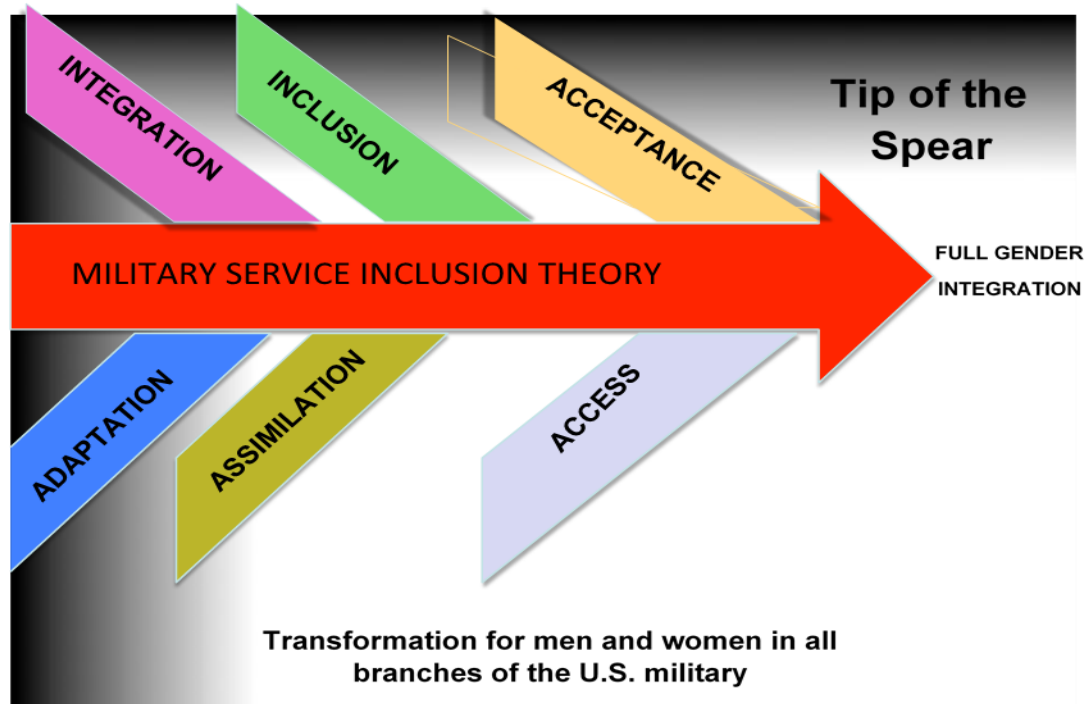 INTEGRATION
INCLUSION
ACCEPTANCE
Tip of the
Spear
MILITARY SERVICE INCLUSION THEORY
FULL GENDER
INTEGRATION
ADAPTATION
ASSIMILATION
ACCESS
Transformation for men and women in all
branches of the U.S. military